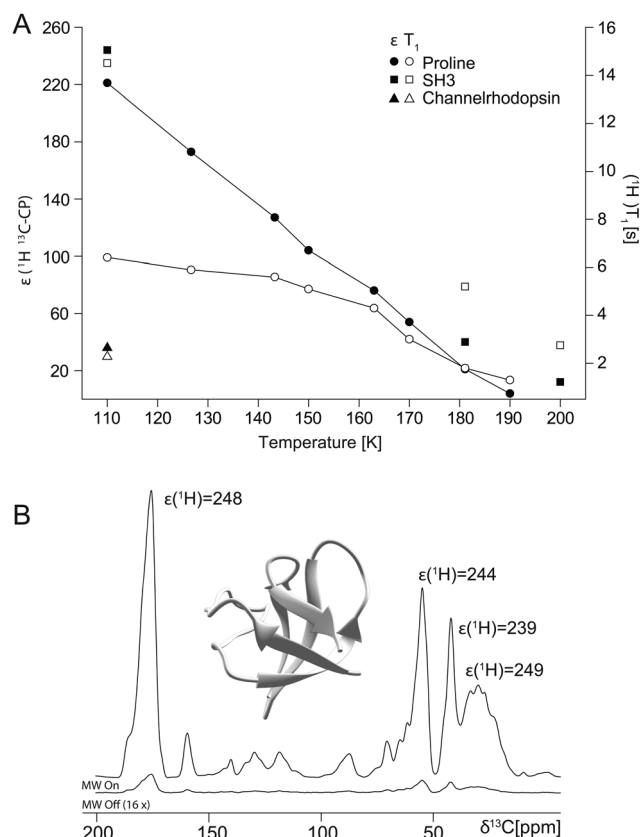 A
260
220
180
140
100
60
20
ε (¹H ¹³C-CP)
16
14
12
10
8
6
4
2
(¹H )T₁ [s]
ε T₁
Proline
SH3
Channelrhodopsin
110 120 130 140 150 160 170 180 190 200
Temperature [K]
B
ε(¹H)=248
ε(¹H)=244
ε(¹H)=239
ε(¹H)=249
MW On
MW Off (16 x)
200 150 100 50 δ¹³C[ppm]